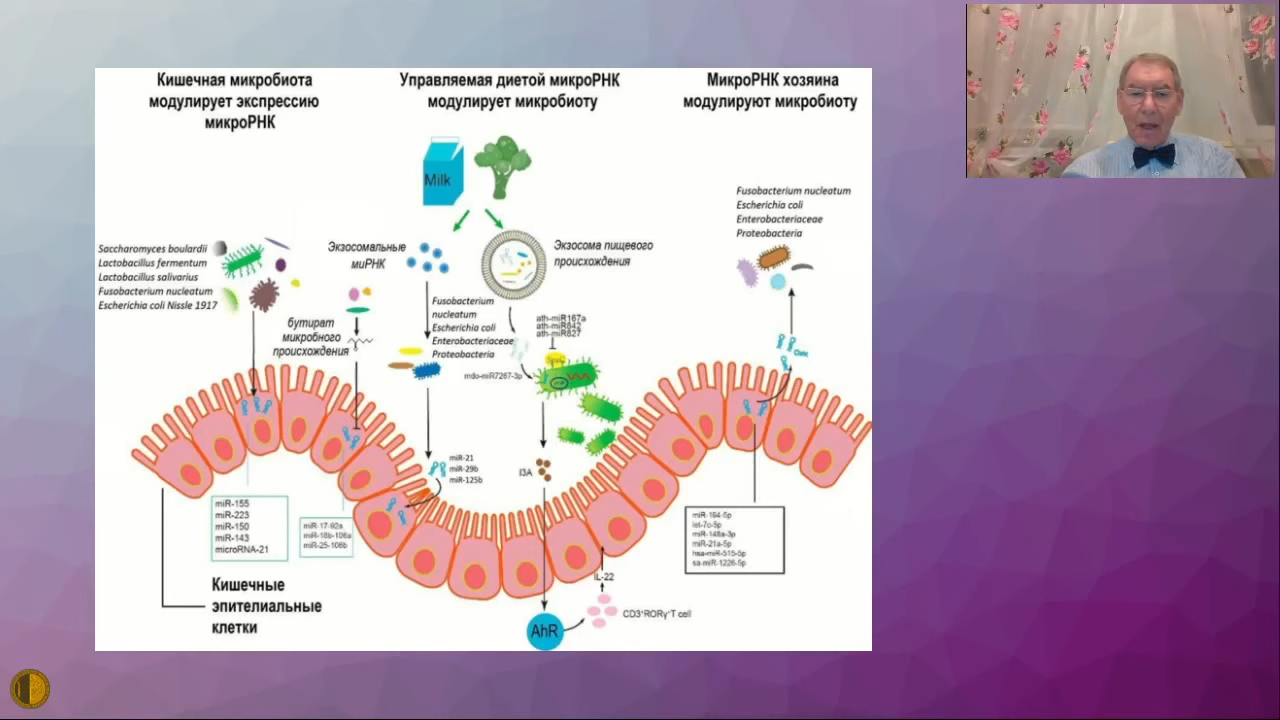 Кишечная микробиота
модулирует экспрессию
микроРНК
Управляемая диетой микроРНК
модулирует микробиоту
МикроРНК хозяина
модулируют микробиоту
Milk
Saccharomyces boulardii
Lactobacillus fermentum
Lactobacillus salivarius
Fusobacterium nucleatum
Escherichia coli Nissle 1917
Экзосомальные
миРНК
бутират
микробного
происхождения
Экзосома пищевого
происхождения
Fusobacterium
nucleatum
Escherichia coli
Enterobacteriaceae
Proteobacteria
ath-miR167a
ath-miR842
ath-miR827
mdo-miR7267-3p
Fusobacterium nucleatum
Escherichia coli
Enterobacteriaceae
Proteobacteria
miR-21
miR-29b
miR-125b
I3A
miR-155
miR-223
miR-150
miR-143
microRNA-21
miR-17-92a
miR-18b-106a
miR-25-106b
miR-194-5p
let-7c-5p
miR-148a-3p
miR-21a-5p
hsa-miR-515-5p
sa-miR-1226-5p
Кишечные
эпителиальные
клетки
IL-22
CD3⁺RORγ⁺T cell
AhR